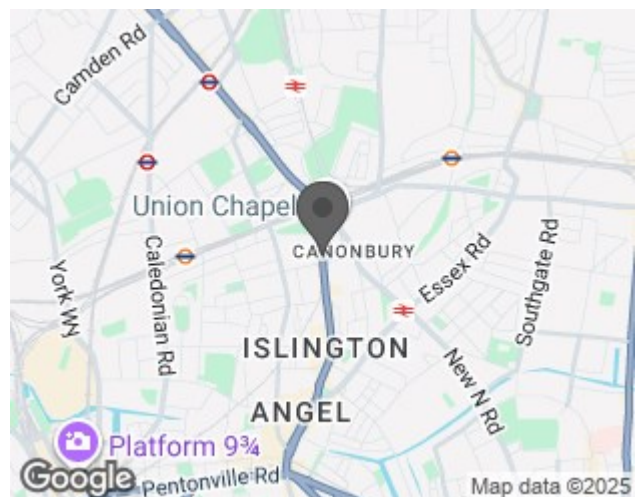 Camden Rd
Union Chapel
CANONBURY
York Wy
Caledonian Rd
Essex Rd
Southgate Rd
ISLINGTON
New N Rd
ANGEL
Platform 9¾
Google
Pentonville Rd
Map data ©2025